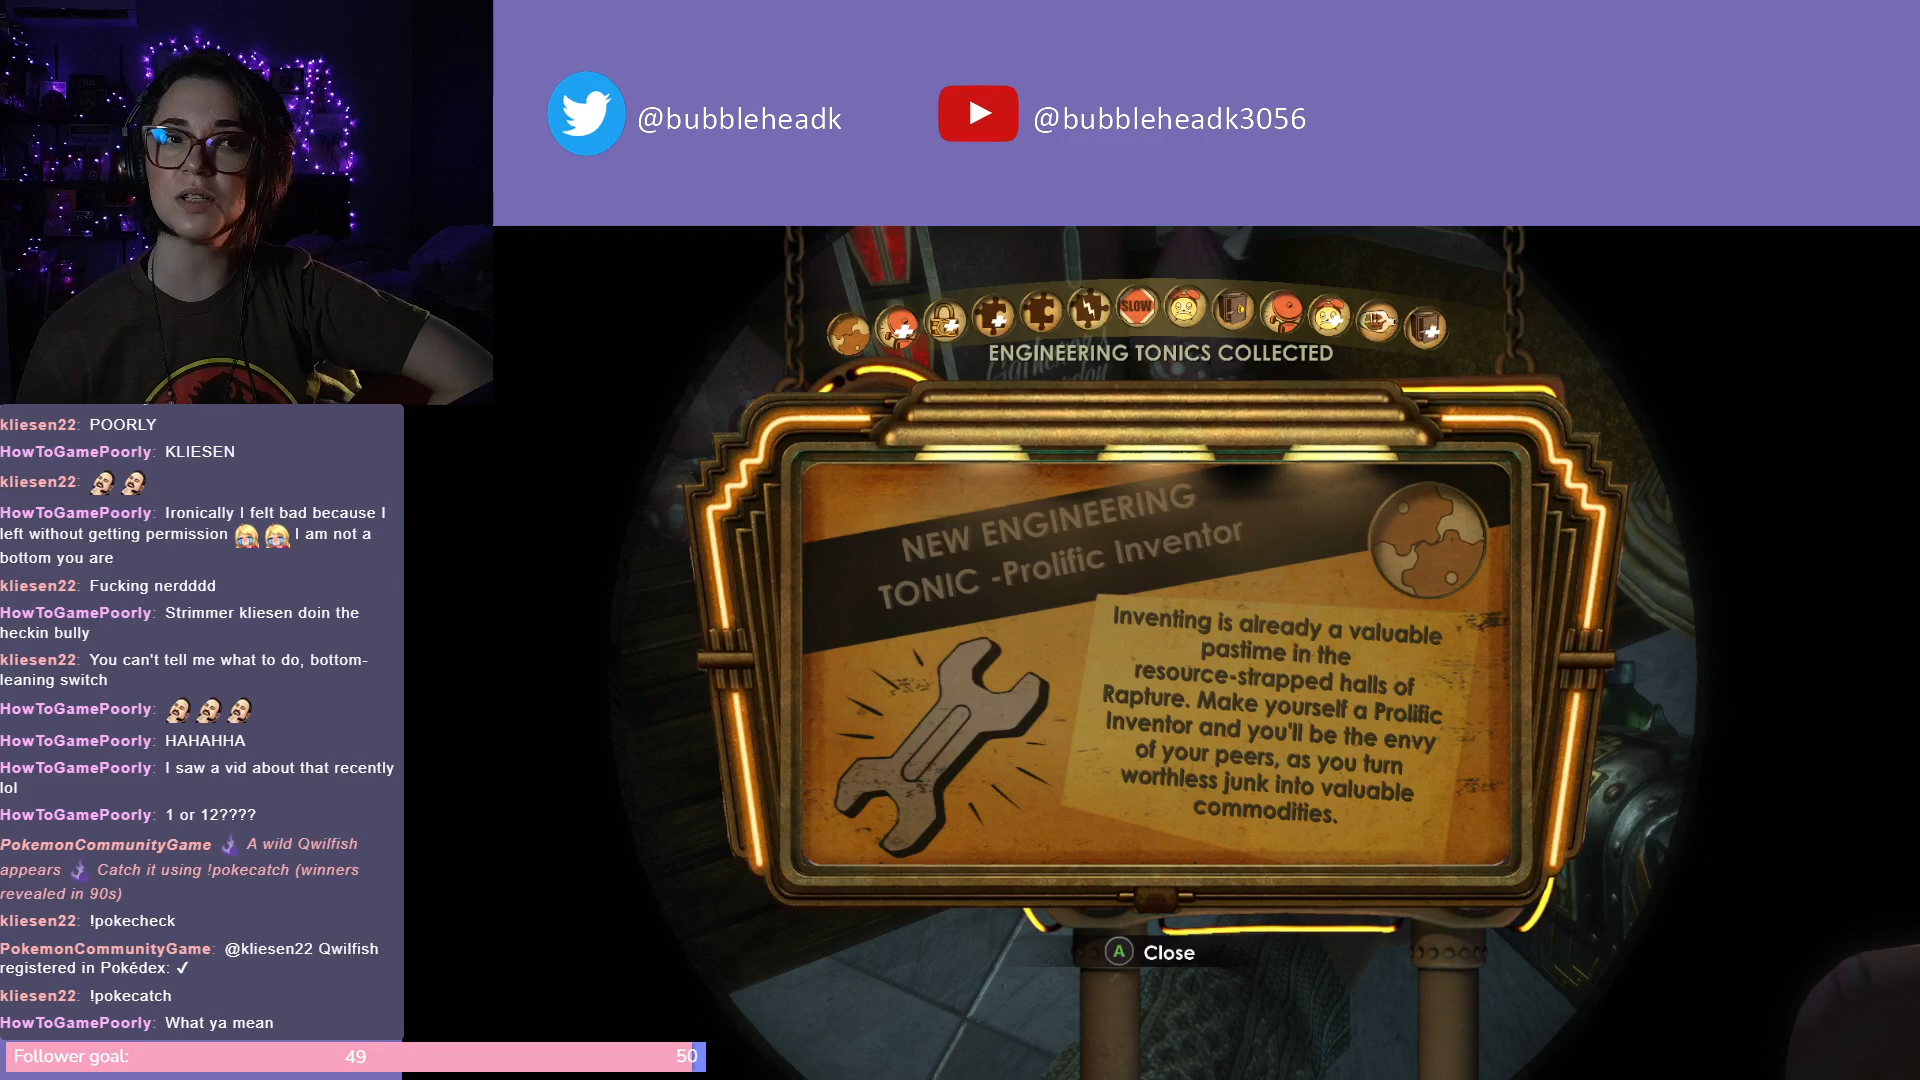 @bubbleheadk
@bubbleheadk3056
SLOW
ENGINEERING TONICS COLLECTED
NEW ENGINEERING
TONIC -Prolific Inventor
Inventing is already a valuable
pastime in the
resource-strapped halls of
Rapture. Make yourself a Prolific
Inventor and you'll be the envy
of your peers, as you turn
worthless junk into valuable
commodities.
A Close
kliesen22: POORLY
HowToGamePoorly: KLIESEN
kliesen22:
HowToGamePoorly: Ironically I felt bad because I
left without getting permission I am not a
bottom you are
kliesen22: Fucking nerdddd
HowToGamePoorly: Strimmer kliesen doin the
heckin bully
kliesen22: You can't tell me what to do, bottom-
leaning switch
HowToGamePoorly:
HowToGamePoorly: HAHAHHA
HowToGamePoorly: I saw a vid about that recently
lol
HowToGamePoorly: 1 or 12????
PokemonCommunityGame A wild Qwilfish
appears Catch it using !pokecatch (winners
revealed in 90s)
kliesen22: !pokecheck
PokemonCommunityGame: @kliesen22 Qwilfish
registered in Pokédex: ✓
kliesen22: !pokecatch
HowToGamePoorly: What ya mean
Follower goal: 49 50